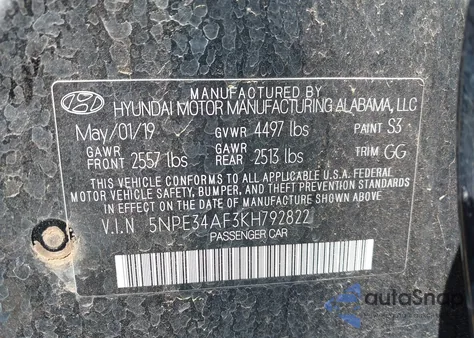 MANUFACTURED BY
HYUNDAI MOTOR MANUFACTURING ALABAMA, LLC
May/01/19 GVWR 4497 lbs PAINT S3
GAWR FRONT 2557 lbs GAWR REAR 2513 lbs TRIM GG
THIS VEHICLE CONFORMS TO ALL APPLICABLE U.S.A. FEDERAL
MOTOR VEHICLE SAFETY, BUMPER, AND THEFT PREVENTION STANDARDS
IN EFFECT ON THE DATE OF MANUFACTURE SHOWN ABOVE.
V.I.N 5NPE34AF3KH792822
PASSENGER CAR
autoSnap